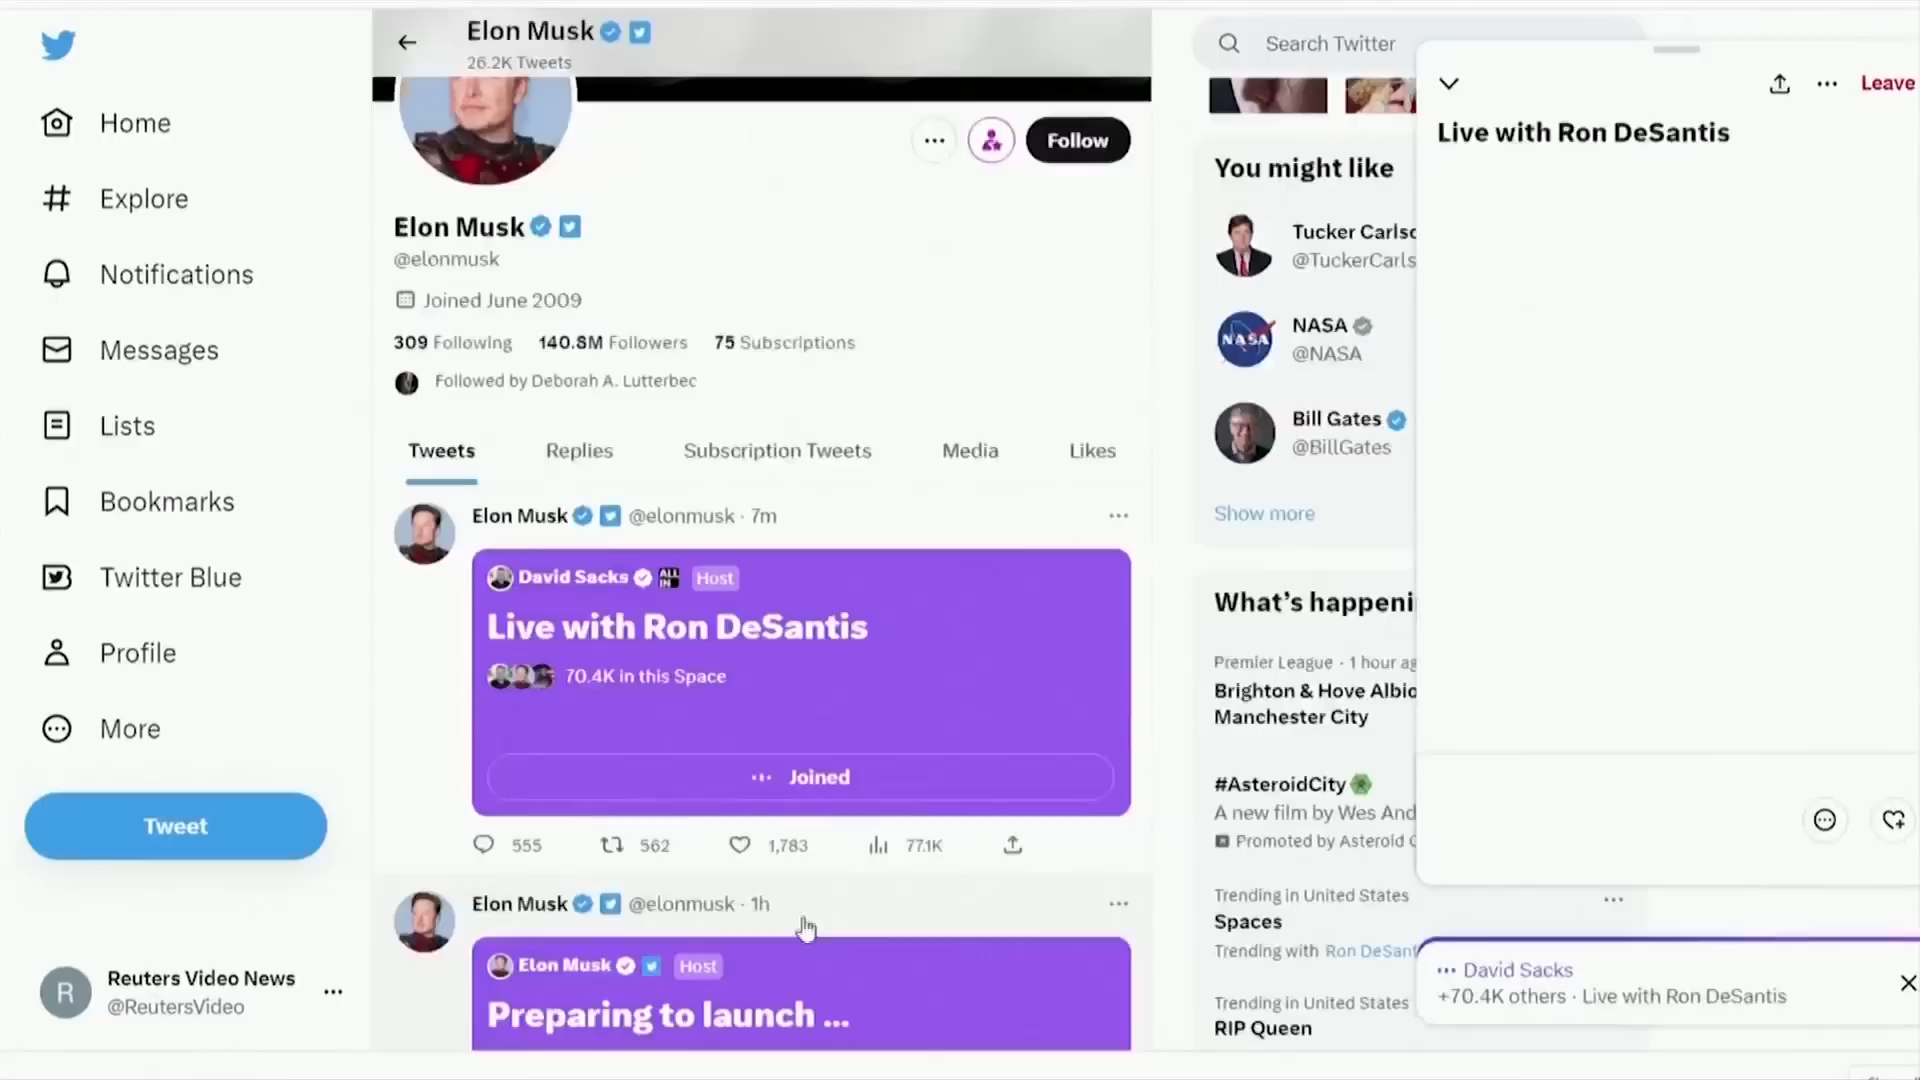 Elon Musk
26.2K Tweets
Home
Explore
Notifications
Messages
Lists
Bookmarks
Twitter Blue
Profile
More
Tweet
Reuters Video News
@ReutersVideo
Follow
Elon Musk
@elonmusk
Joined June 2009
309 Following 140.8M Followers 75 Subscriptions
Followed by Deborah A. Lutterbec
Tweets Replies Subscription Tweets Media Likes
Elon Musk @elonmusk · 7m
David Sacks ALL IN Host
Live with Ron DeSantis
70.4K in this Space
Joined
555 562 1,783 77.1K
Elon Musk @elonmusk · 1h
Elon Musk Host
Preparing to launch ...
Search Twitter
You might like
Tucker Carlsc
@TuckerCarls
NASA
NASA
@NASA
Bill Gates
@BillGates
Show more
What's happeni
Premier League · 1 hour ag
Brighton & Hove Albio
Manchester City
#AsteroidCity
A new film by Wes And
Promoted by Asteroid C
Trending in United States
Spaces
Trending with Ron DeSant
Trending in United States
RIP Queen
Leave
Live with Ron DeSantis
David Sacks
+70.4K others · Live with Ron DeSantis
R